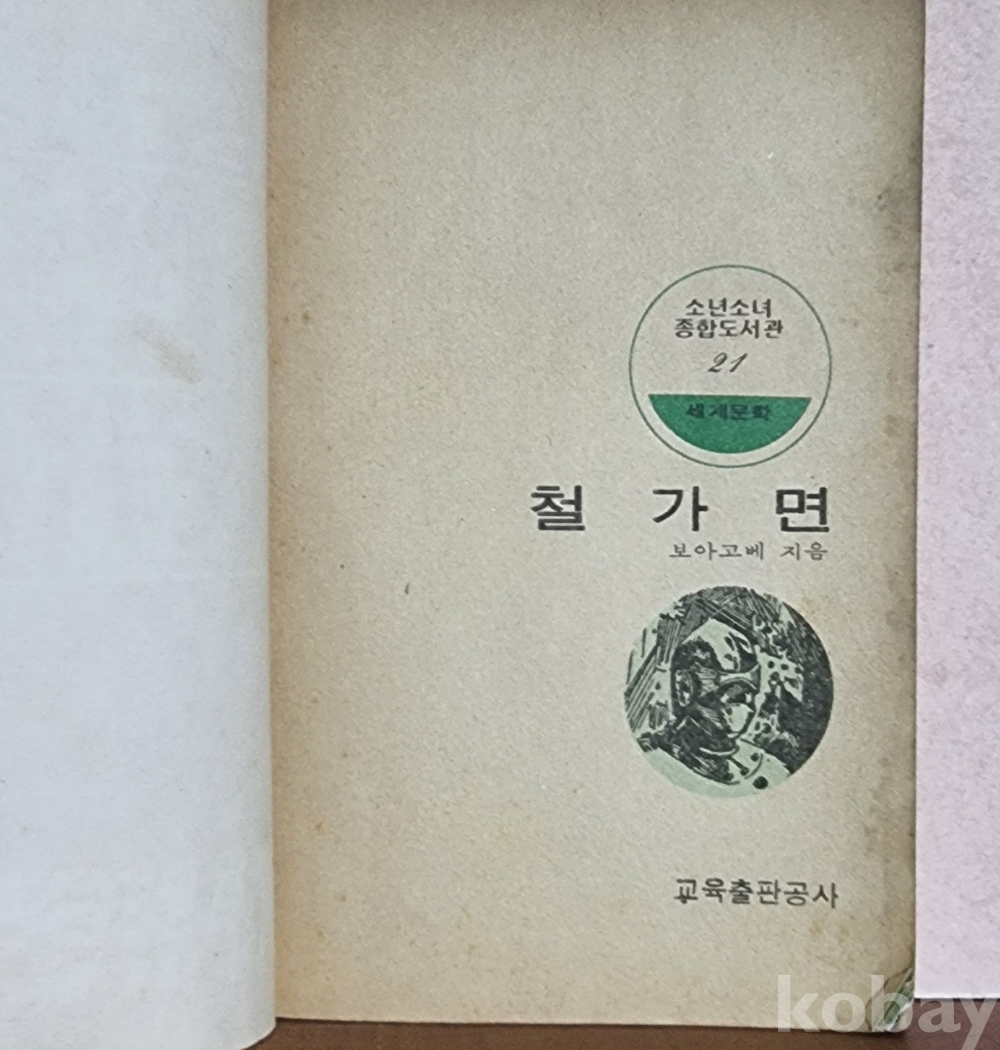 소년소녀
종합도서관
21
세계문학
철 가 면
보아고베 지음
교육출판공사
kobay